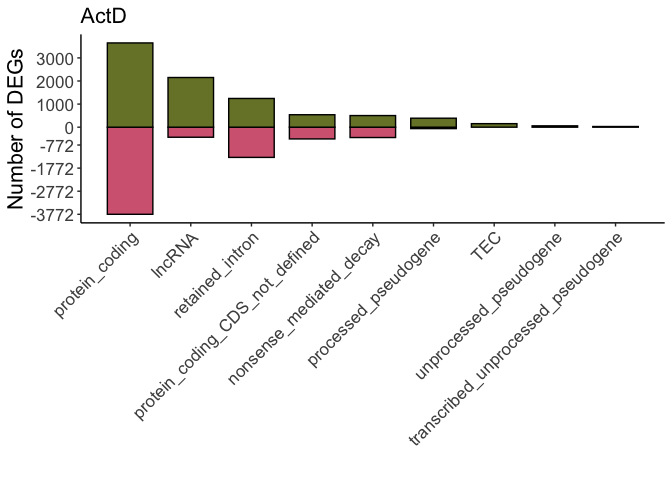 ActD
Number of DEGs
3000
2000
1000
0
-772
-1772
-2772
-3772
protein_coding
lncRNA
retained_intron
protein_coding_CDS_not_defined
nonsense_mediated_decay
processed_pseudogene
TEC
unprocessed_pseudogene
transcribed_unprocessed_pseudogene